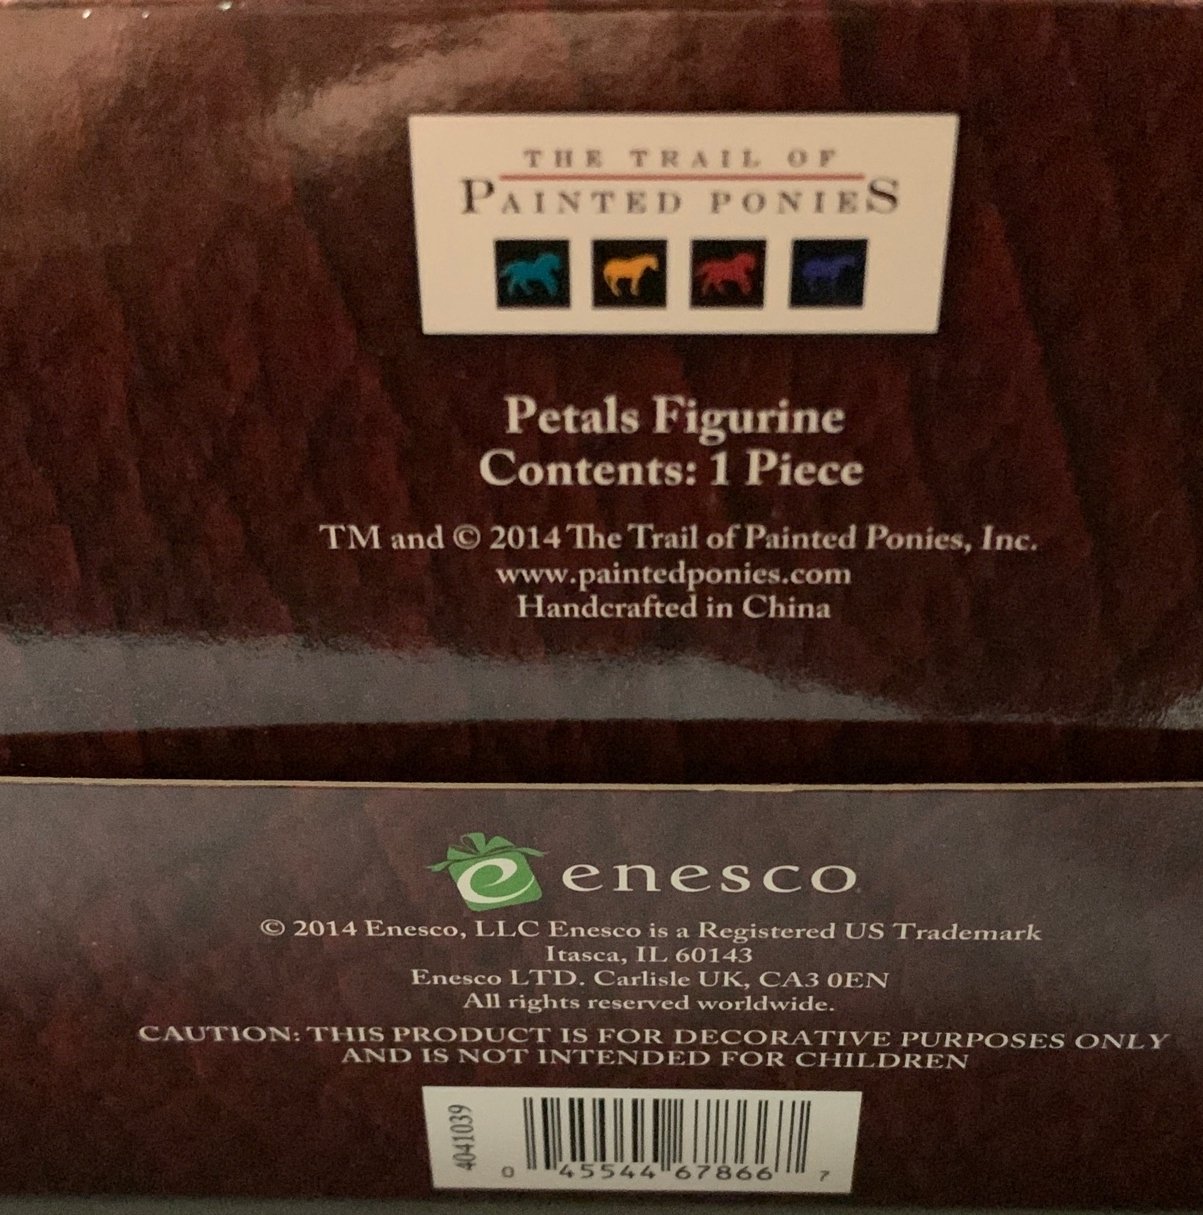 THE TRAIL OF
PAINTED PONIES
Petals Figurine
Contents: 1 Piece
TM and © 2014 The Trail of Painted Ponies, Inc.
www.paintedponies.com
Handcrafted in China
e enesco
© 2014 Enesco, LLC Enesco is a Registered US Trademark
Itasca, IL 60143
Enesco LTD. Carlisle UK, CA3 0EN
All rights reserved worldwide.
CAUTION: THIS PRODUCT IS FOR DECORATIVE PURPOSES ONLY
AND IS NOT INTENDED FOR CHILDREN
4041039
0 45544 67866 7